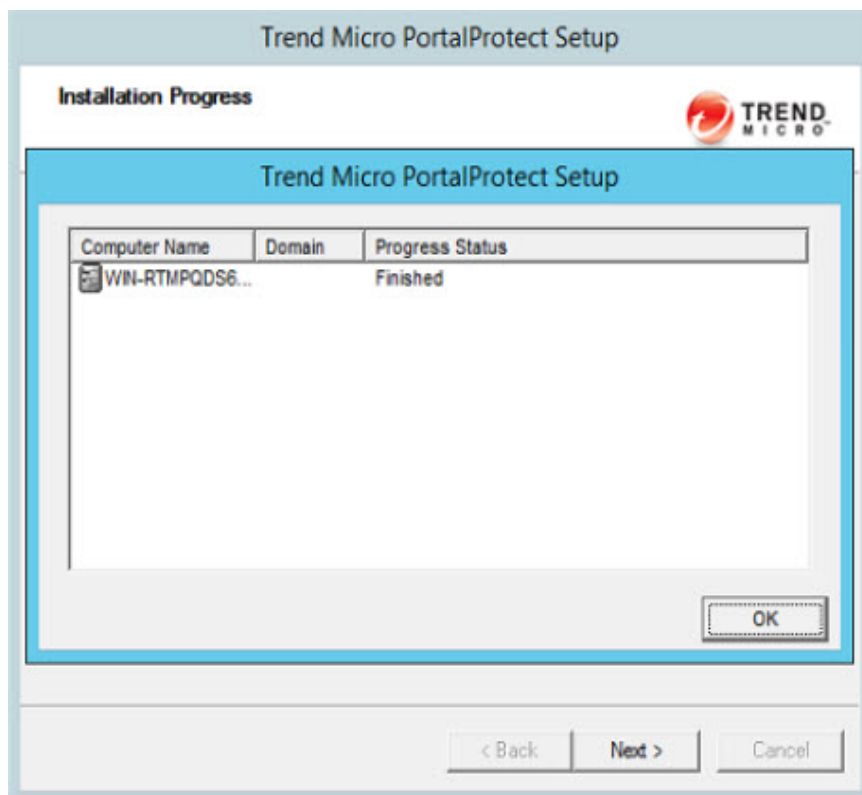 Trend Micro PortalProtect Setup
Installation Progress
TREND
MICRO
Trend Micro PortalProtect Setup
Computer Name Domain Progress Status
WIN-RTMPQDS6... Finished
OK
< Back Next > Cancel